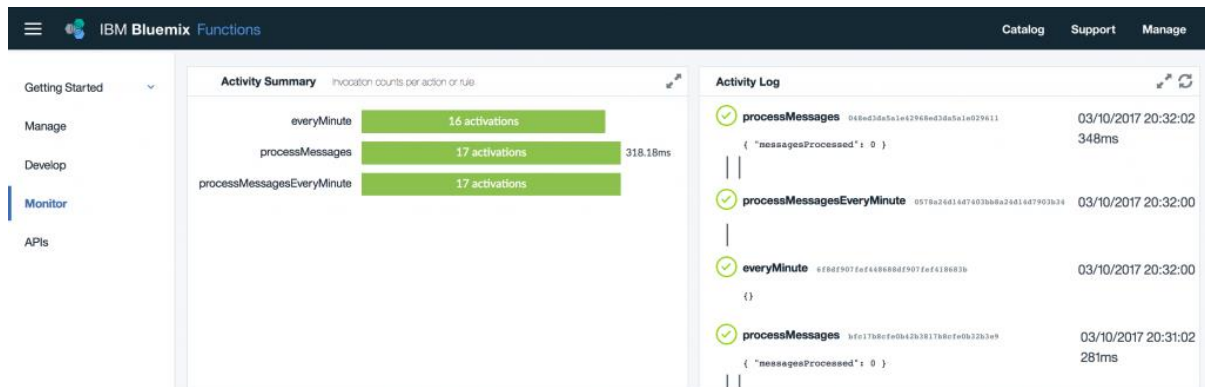 IBM Bluemix Functions
Catalog Support Manage
Getting Started
Manage
Develop
Monitor
APIs
Activity Summary Invocation counts per action or rule
everyMinute 16 activations
processMessages 17 activations 318.18ms
processMessagesEveryMinute 17 activations
Activity Log
processMessages 03/10/2017 20:32:02
348ms
{ "messagesProcessed": 0 }
processMessagesEveryMinute 03/10/2017 20:32:00
everyMinute 03/10/2017 20:32:00
{}
processMessages 03/10/2017 20:31:02
281ms
{ "messagesProcessed": 0 }